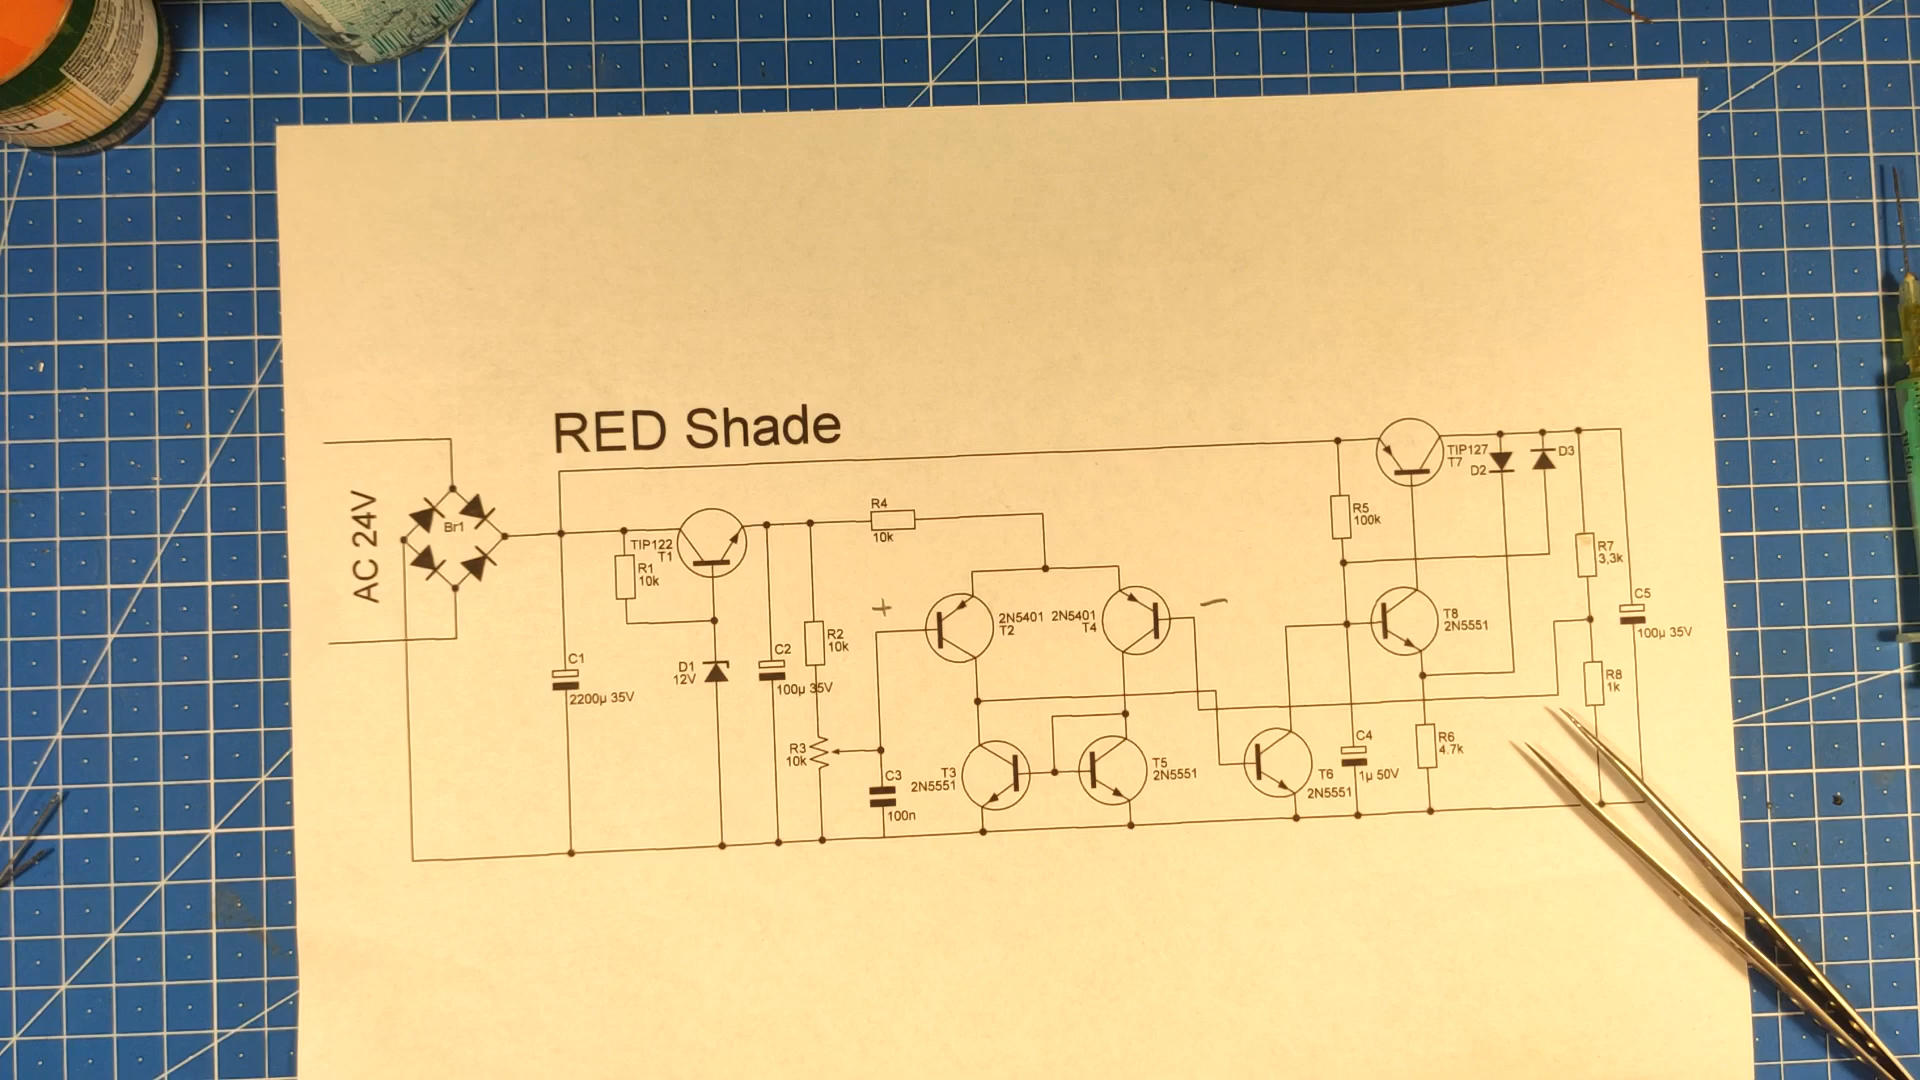 RED Shade
AC 24V
Br1
C1
2200µ 35V
R1
10k
TIP122
T1
D1
12V
C2
100µ 35V
R2
10k
R3
10k
R4
10k
C3
100n
+
2N5401
T2
2N5401
T4
−
T3
2N5551
T5
2N5551
T6
2N5551
R5
100k
C4
1µ 50V
TIP127
T7
D2
D3
T8
2N5551
R6
4.7k
R7
3,3k
R8
1k
C5
100µ 35V